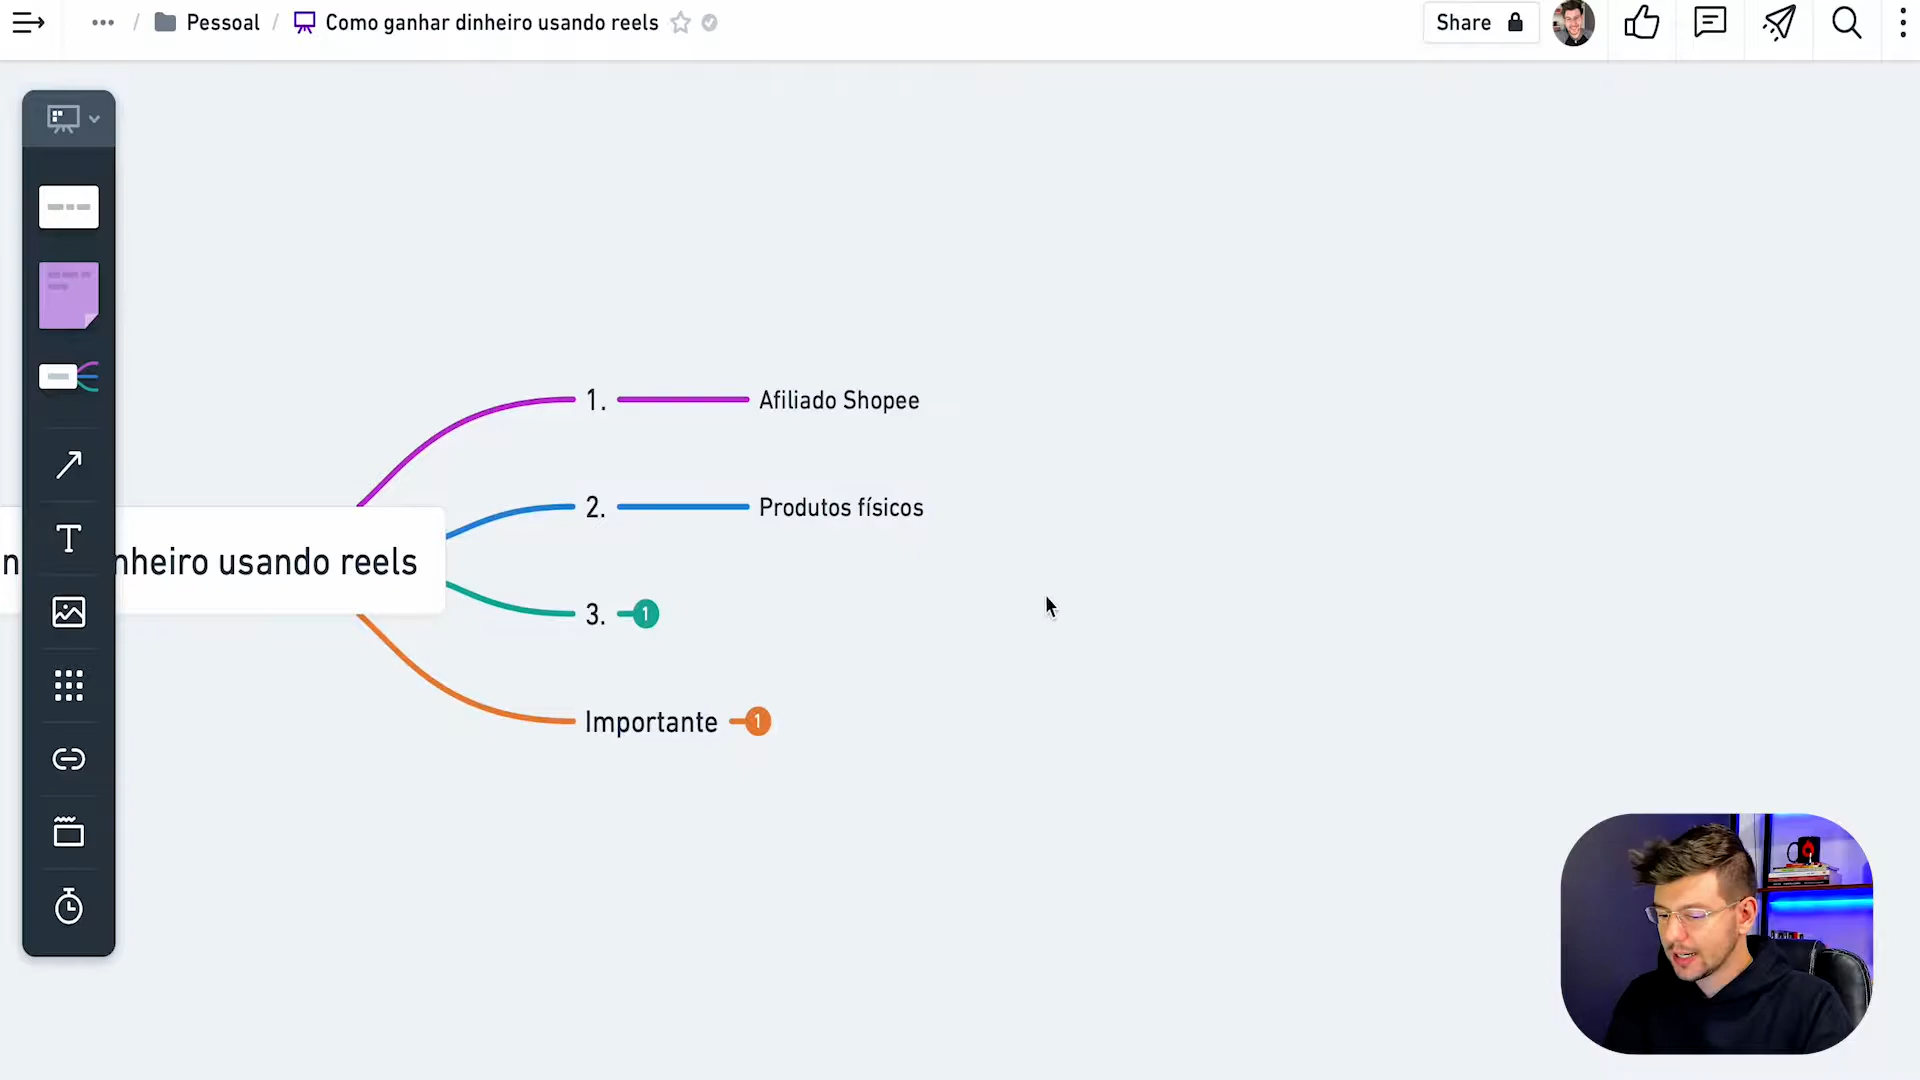 ••• / Pessoal / Como ganhar dinheiro usando reels
Share
1. Afiliado Shopee
2. Produtos físicos
nheiro usando reels
3. 1
Importante 1
T